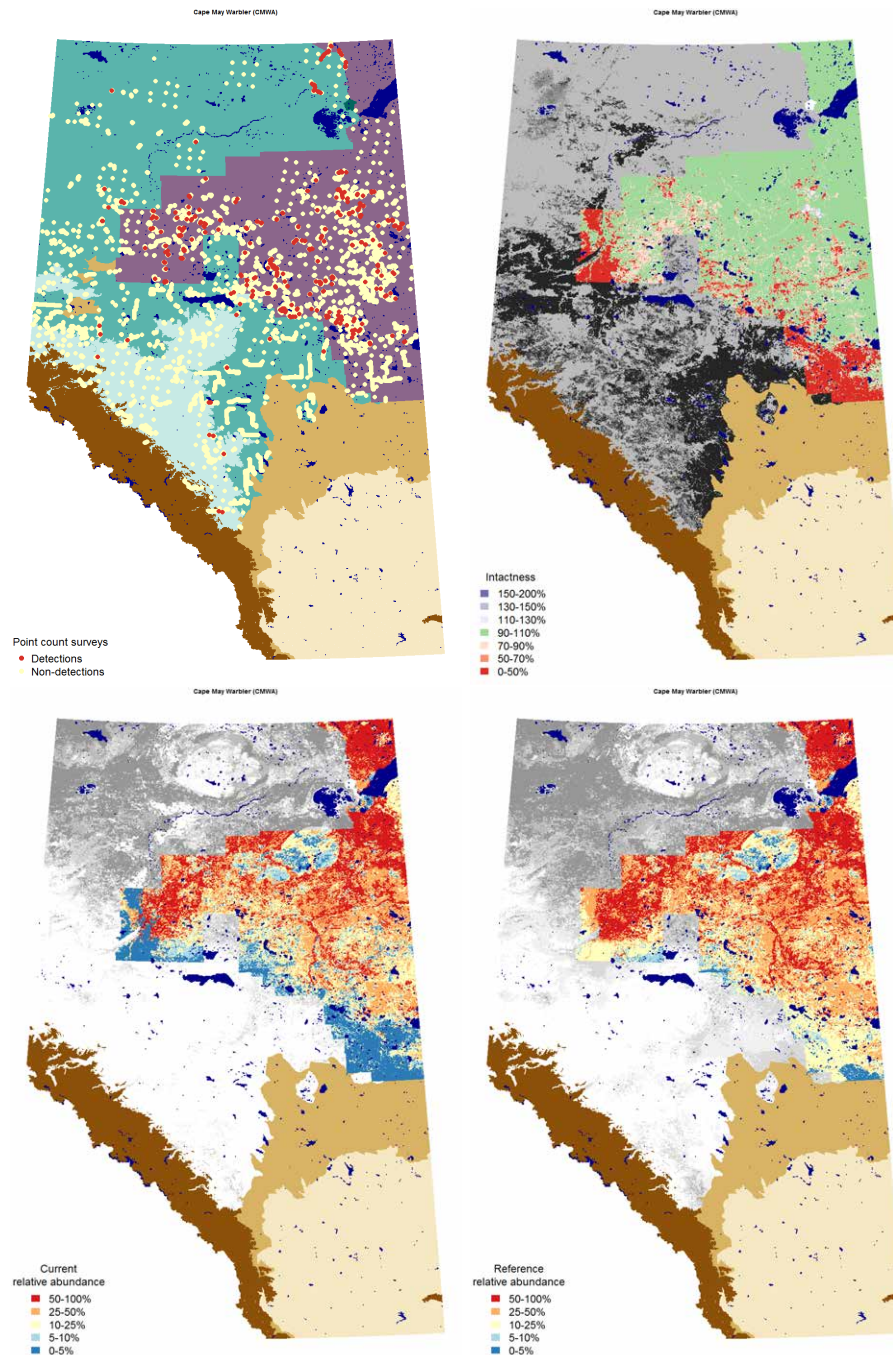 Cape May Warbler (CMWA)
Point count surveys
Detections
Non-detections
Cape May Warbler (CMWA)
Intactness
150-200%
130-150%
110-130%
90-110%
70-90%
50-70%
0-50%
Cape May Warbler (CMWA)
Current
relative abundance
50-100%
25-50%
10-25%
5-10%
0-5%
Cape May Warbler (CMWA)
Reference
relative abundance
50-100%
25-50%
10-25%
5-10%
0-5%